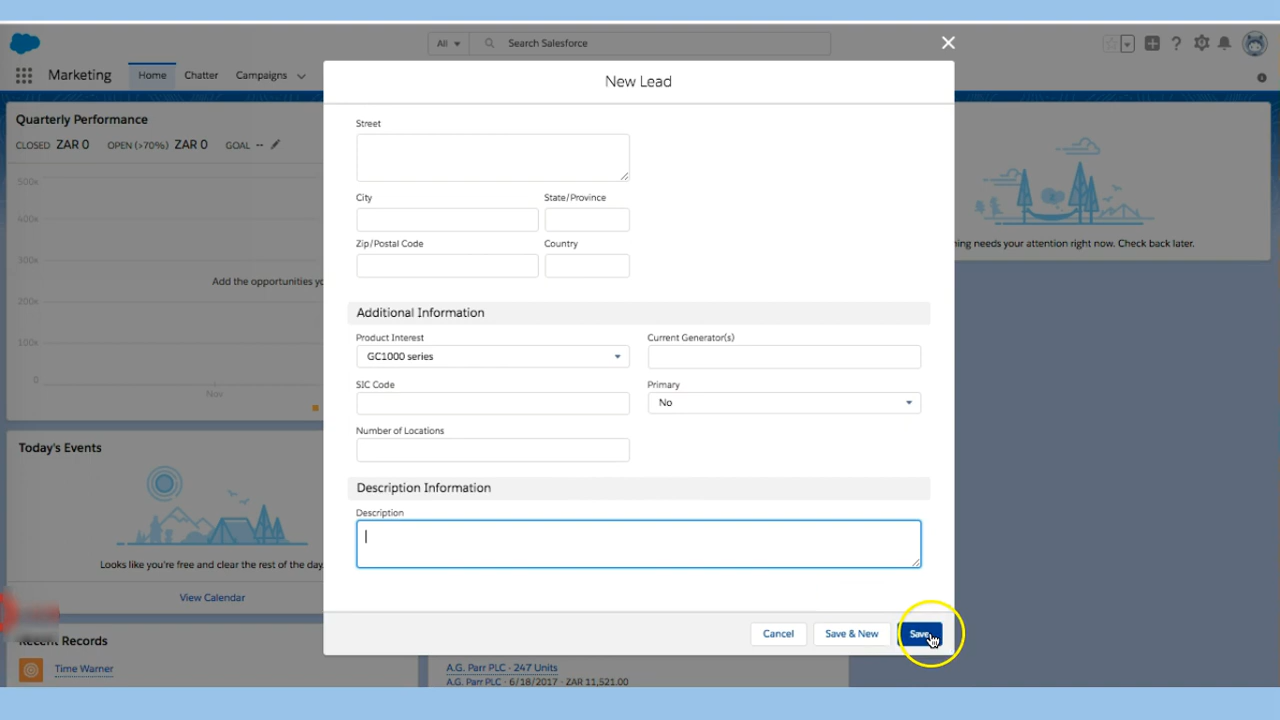 All
Search Salesforce
Marketing
Home
Chatter
Campaigns
New Lead
Quarterly Performance
CLOSED ZAR 0 OPEN (>70%) ZAR 0 GOAL --
500k
400k
300k
200k
100k
0
Add the opportunities yo
Nov
Street
City
State/Province
Zip/Postal Code
Country
Additional Information
Product Interest
GC1000 series
Current Generator(s)
SIC Code
Primary
No
Number of Locations
Description Information
Description
Cancel
Save & New
Save
hing needs your attention right now. Check back later.
Today's Events
Looks like you're free and clear the rest of the day.
View Calendar
Recent Records
Time Warner
A.G. Parr PLC - 247 Units
A.G. Parr PLC · 6/18/2017 · ZAR 11,521.00